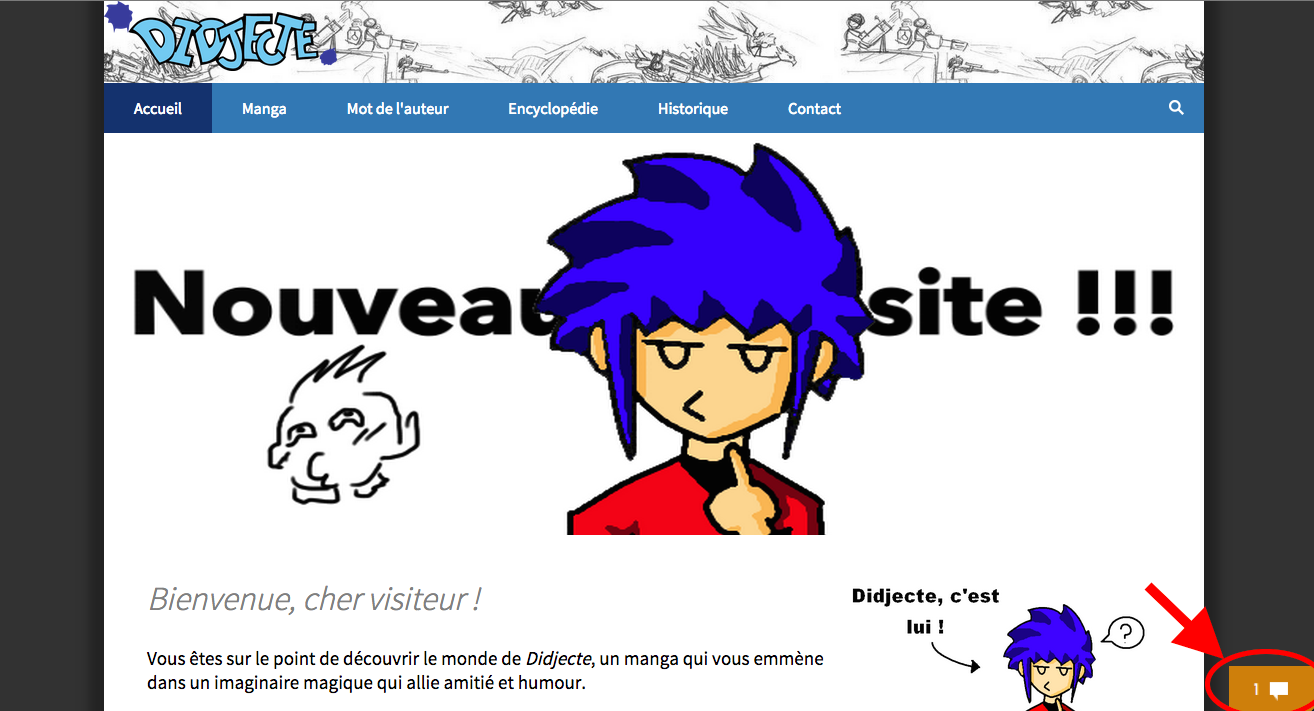 DIDJECTE
Accueil
Manga
Mot de l'auteur
Encyclopédie
Historique
Contact
Nouveau site !!!
Bienvenue, cher visiteur !
Vous êtes sur le point de découvrir le monde de Didjecte, un manga qui vous emmène
dans un imaginaire magique qui allie amitié et humour.
Didjecte, c'est
lui !
?
1